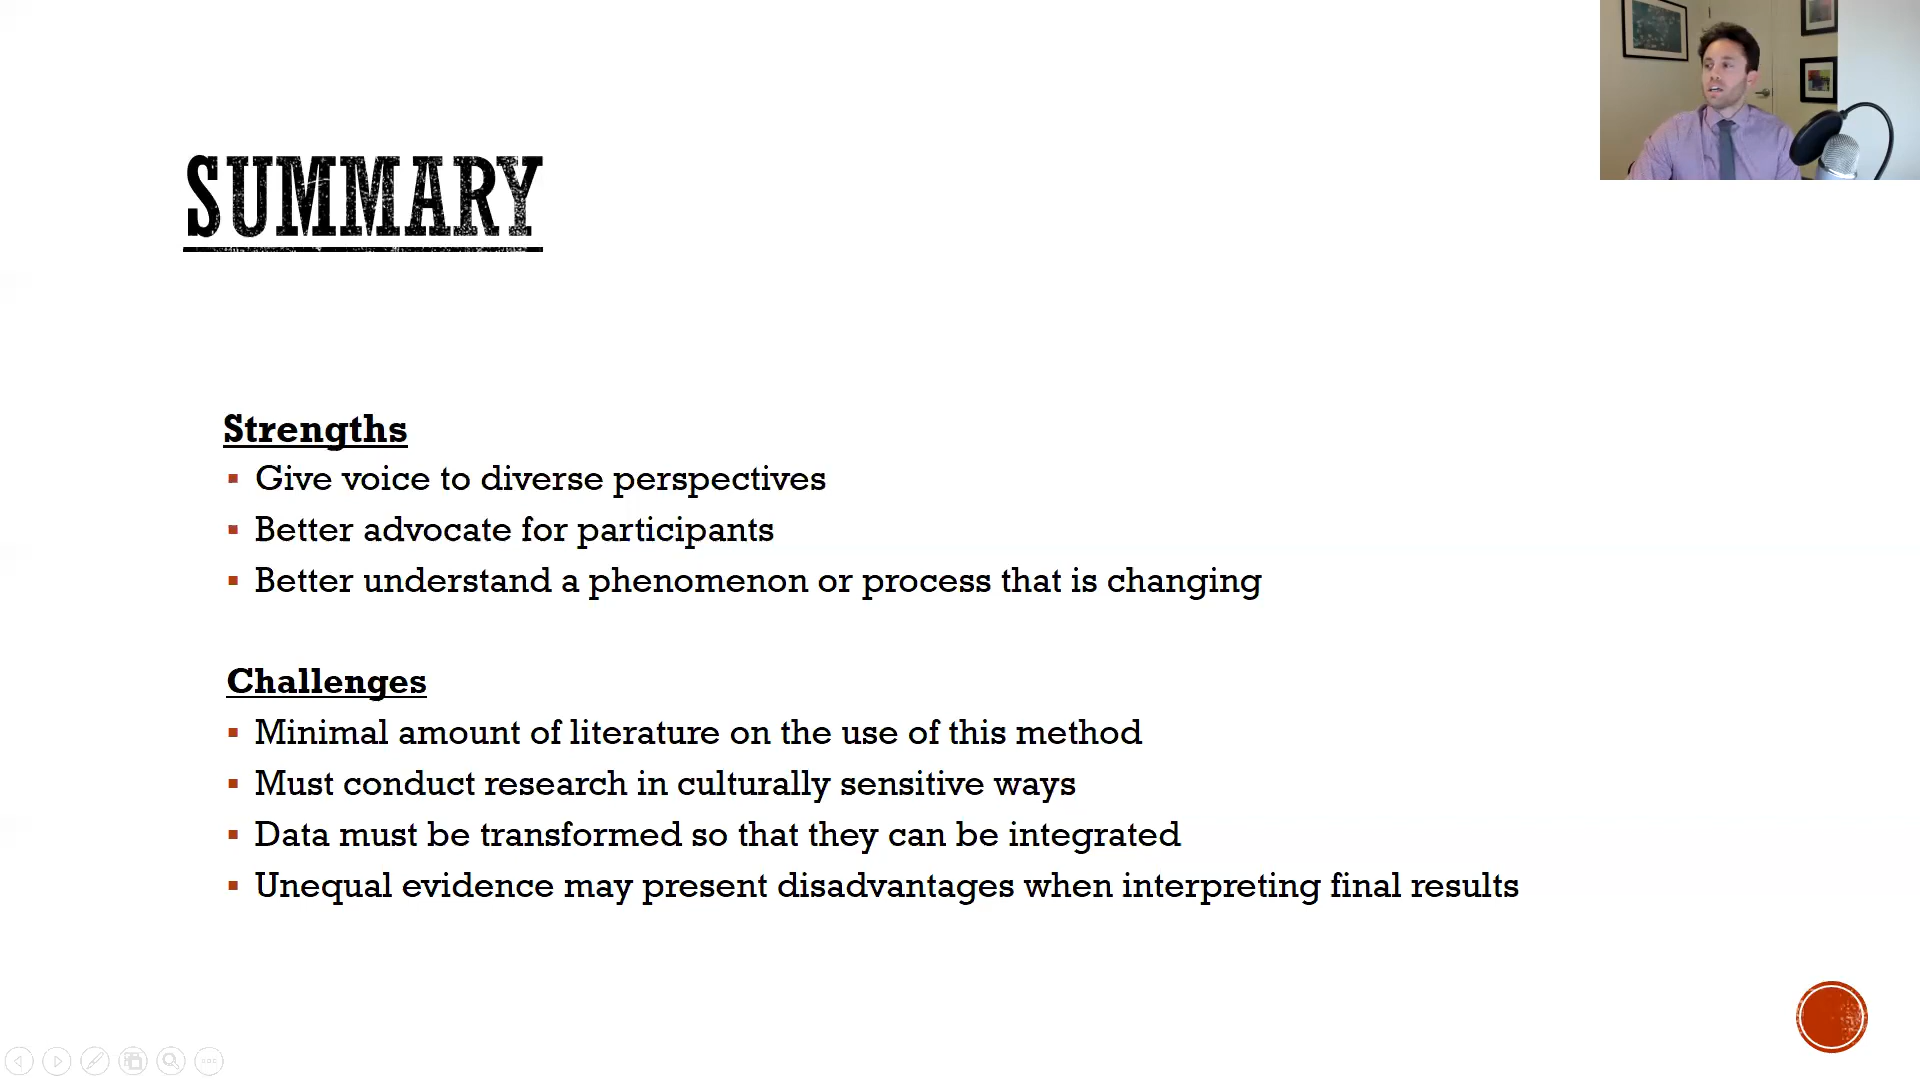 SUMMARY
Strengths
▪ Give voice to diverse perspectives
▪ Better advocate for participants
▪ Better understand a phenomenon or process that is changing
Challenges
▪ Minimal amount of literature on the use of this method
▪ Must conduct research in culturally sensitive ways
▪ Data must be transformed so that they can be integrated
▪ Unequal evidence may present disadvantages when interpreting final results